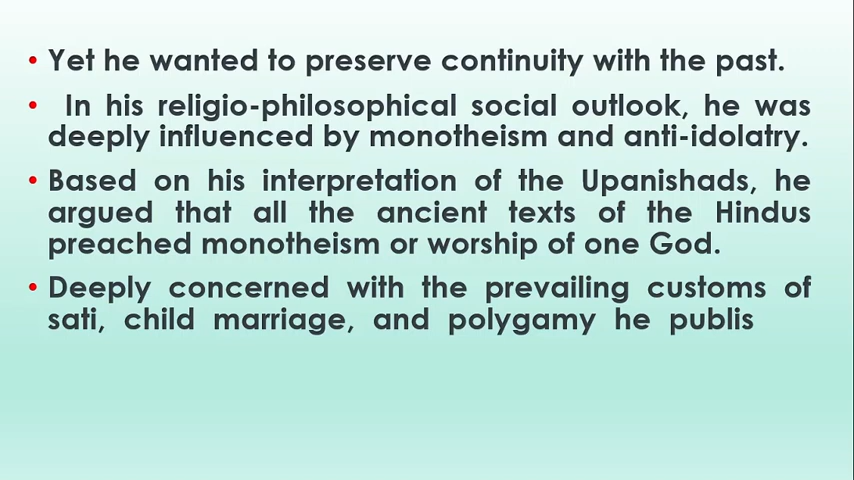 • Yet he wanted to preserve continuity with the past.
• In his religio-philosophical social outlook, he was
deeply influenced by monotheism and anti-idolatry.
• Based on his interpretation of the Upanishads, he
argued that all the ancient texts of the Hindus
preached monotheism or worship of one God.
• Deeply concerned with the prevailing customs of
sati, child marriage, and polygamy he publis